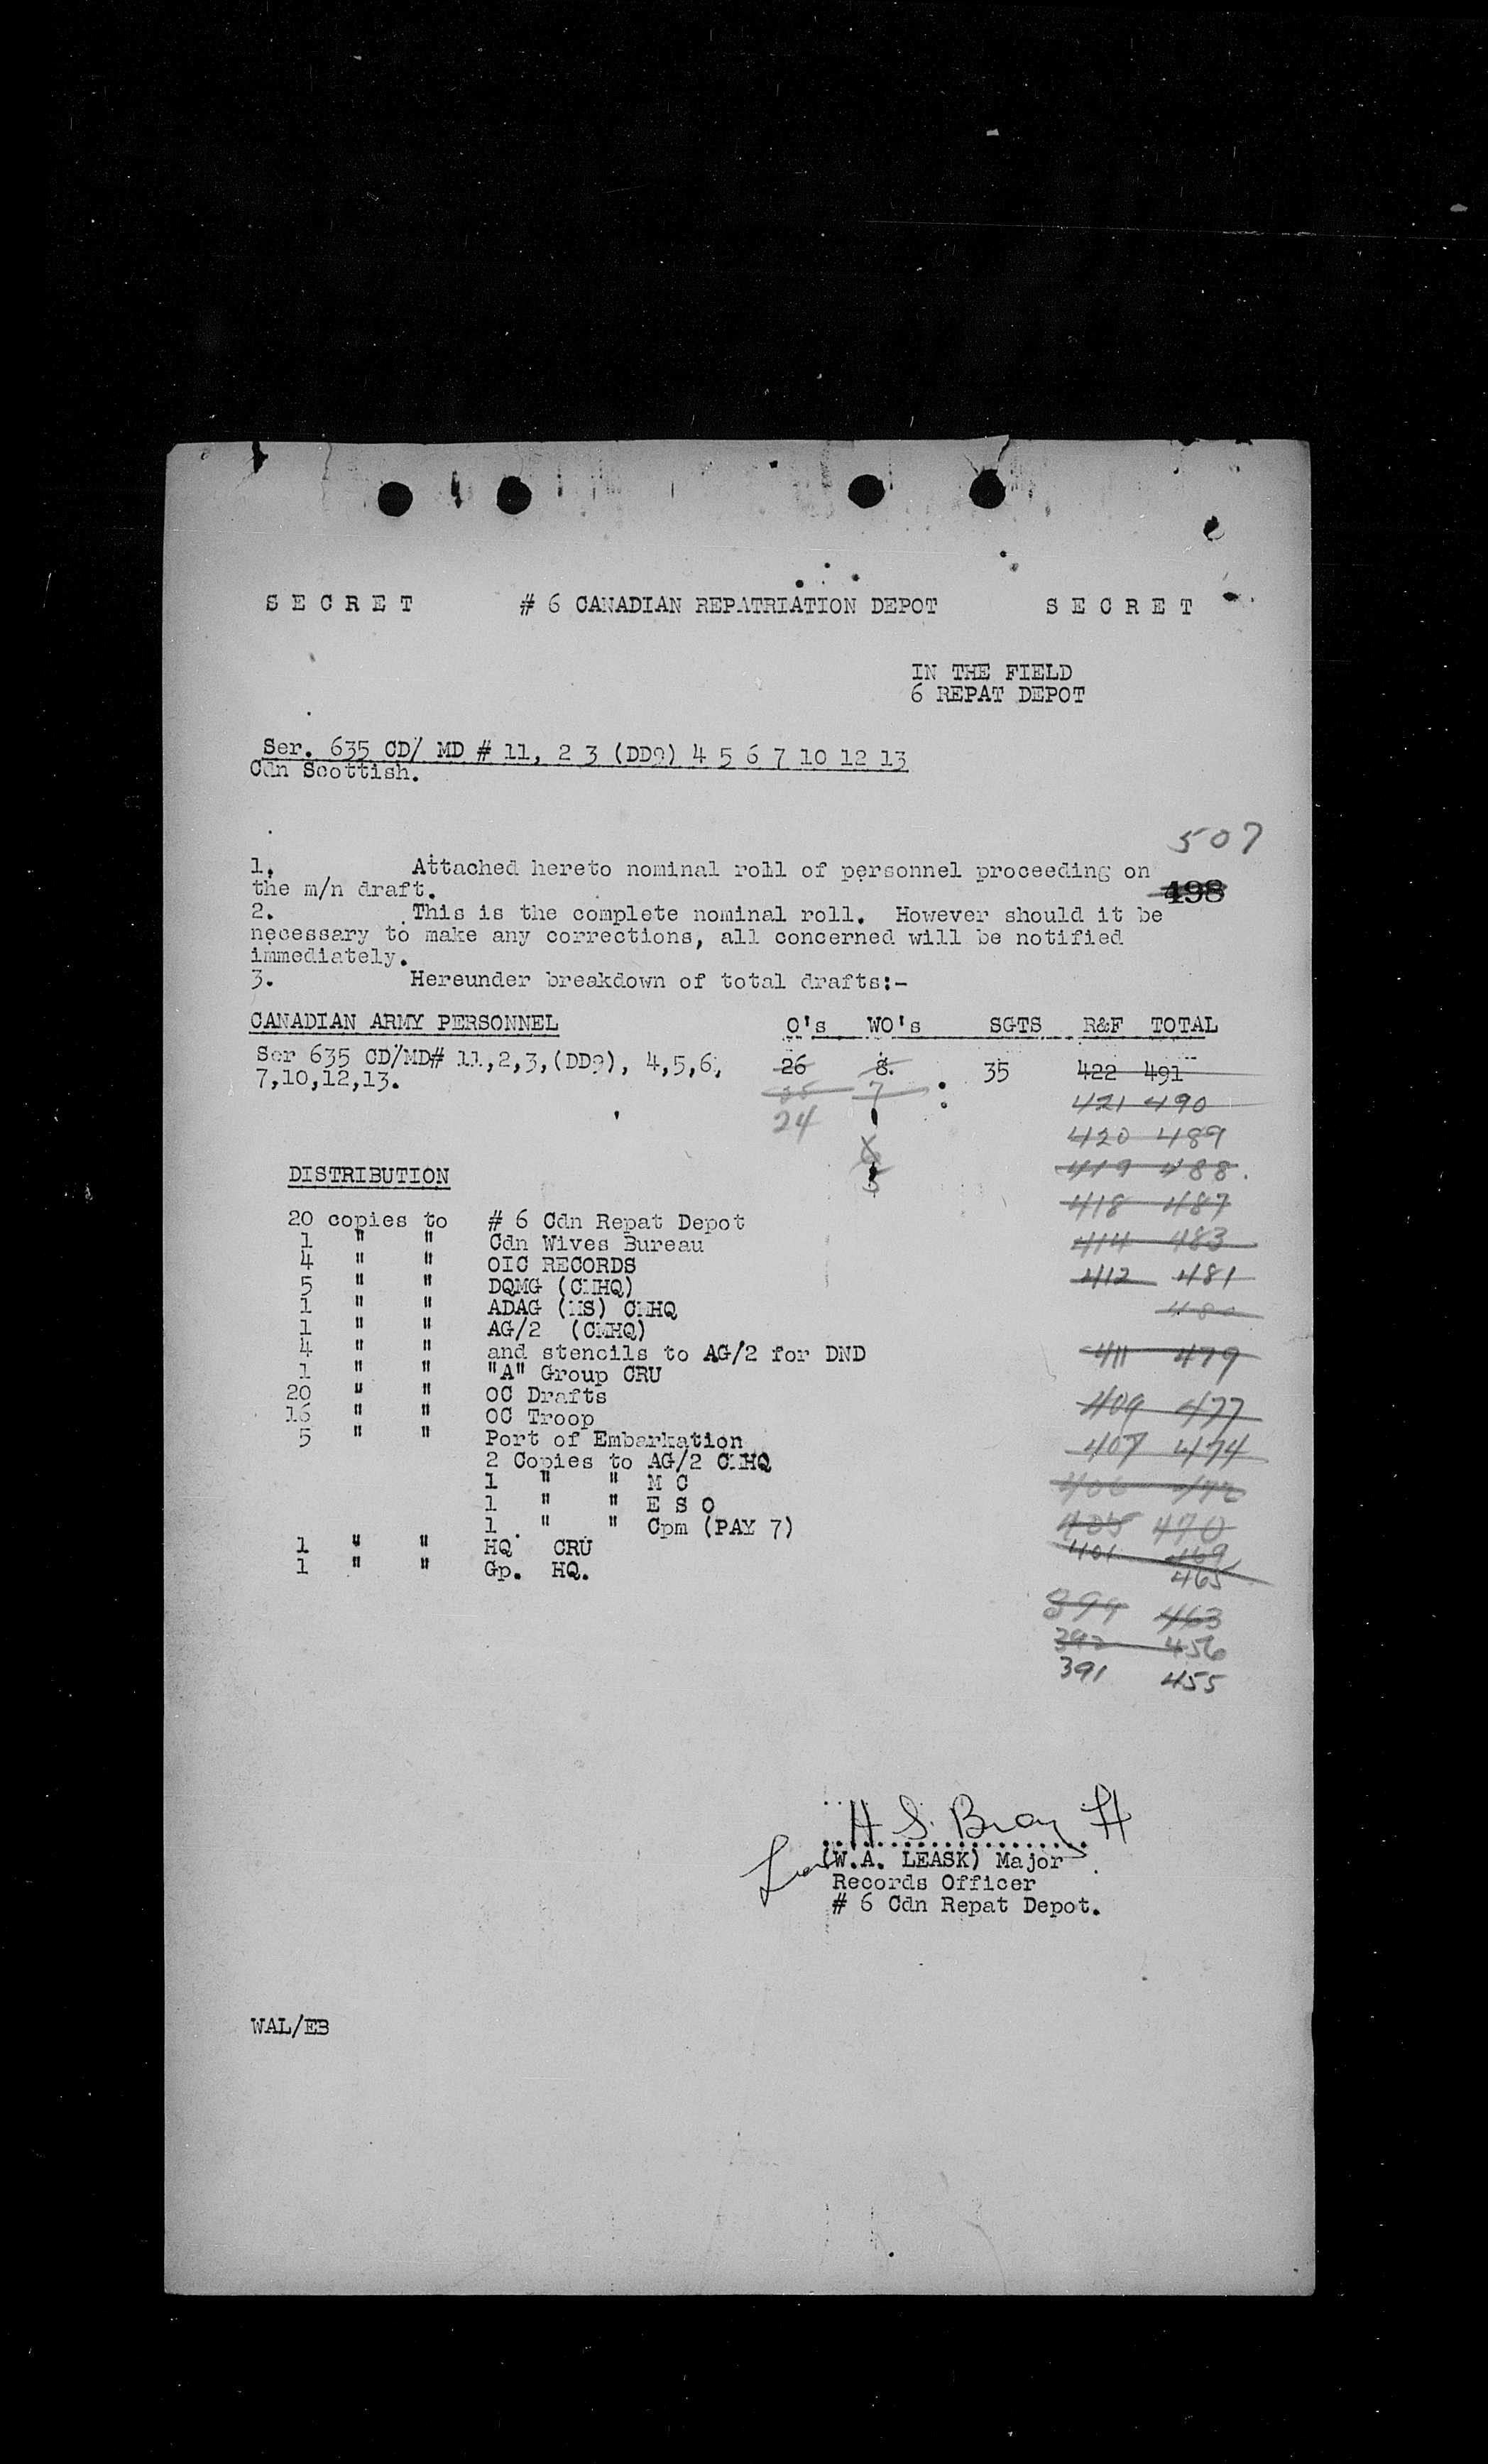 SECRET # 6 CANADIAN REPATRIATION DEPOT SECRET
IN THE FIELD
6 REPAT DEPOT
Ser. 635 CD/ MD # 11, 2 3 (DD9) 4 5 6 7 10 12 13
Cdn Scottish.
507
1. Attached hereto nominal roll of personnel proceeding on
the m/n draft.
498
2. This is the complete nominal roll. However should it be
necessary to make any corrections, all concerned will be notified
immediately.
3. Hereunder breakdown of total drafts:-
CANADIAN ARMY PERSONNEL O's WO's SGTS R&F TOTAL
Ser 635 CD/MD# 11,2,3,(DD9), 4,5,6, 26 8. 35 422 491
7,10,12,13. 7 421 490
24
420 489
419 488.
DISTRIBUTION
418 487
20 copies to # 6 Cdn Repat Depot
1 " " Cdn Wives Bureau 414 483
4 " " OIC RECORDS
5 " " DQMG (CMHQ) 412 481
1 " " ADAG (MS) CMHQ 480
1 " " AG/2 (CMHQ)
4 " " and stencils to AG/2 for DND 411 479
1 " " "A" Group CRU
20 " " OC Drafts
16 " " OC Troop 409 477
5 " " Port of Embarkation 407 474
2 Copies to AG/2 CMHQ
1 " " M C 472
1 " " E S O
1 " " Cpm (PAY 7) 405 470
1 " " HQ CRU 401 469
1 " " Gp. HQ. 465
399 463
392 456
391 455
H S. Bray Lt
(W.A. LEASK) Major
Records Officer
# 6 Cdn Repat Depot.
WAL/EB